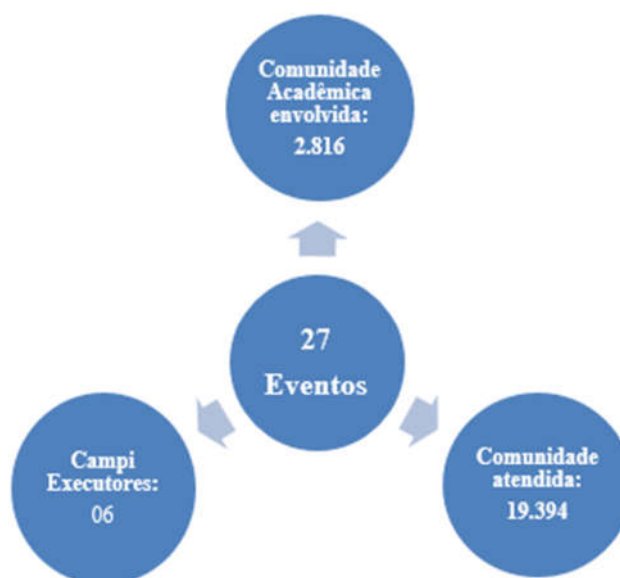 Comunidade
Acadêmica
envolvida:
2.816
27
Eventos
Campi
Executores:
06
Comunidade
atendida:
19.394